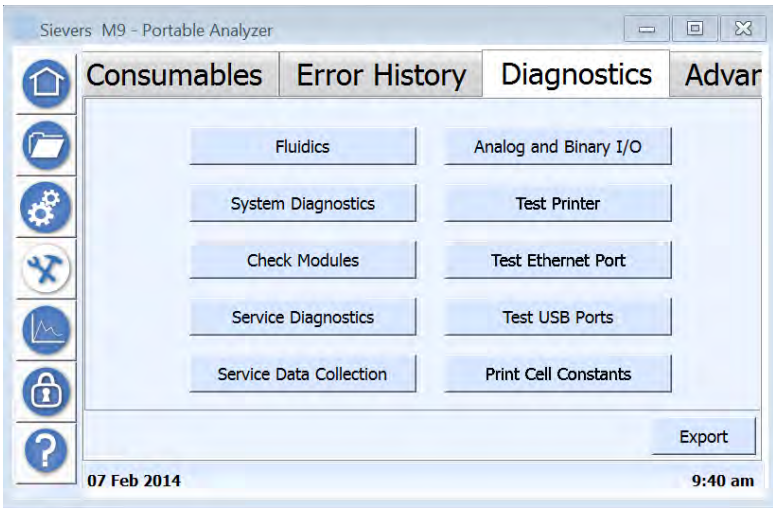 Sievers M9 - Portable Analyzer
Consumables Error History Diagnostics Advan
Fluidics Analog and Binary I/O
System Diagnostics Test Printer
Check Modules Test Ethernet Port
Service Diagnostics Test USB Ports
Service Data Collection Print Cell Constants
?
Export
07 Feb 2014 9:40 am